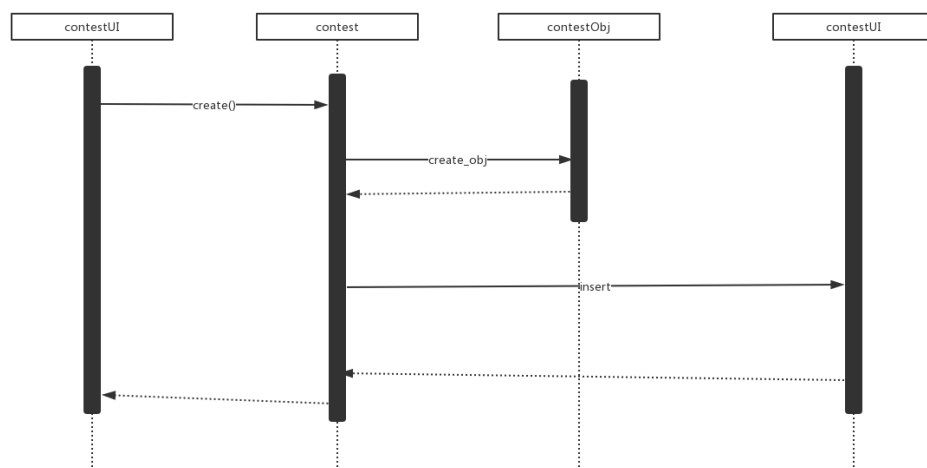 contestUI
contest
contestObj
contestUI
create()
create_obj
insert